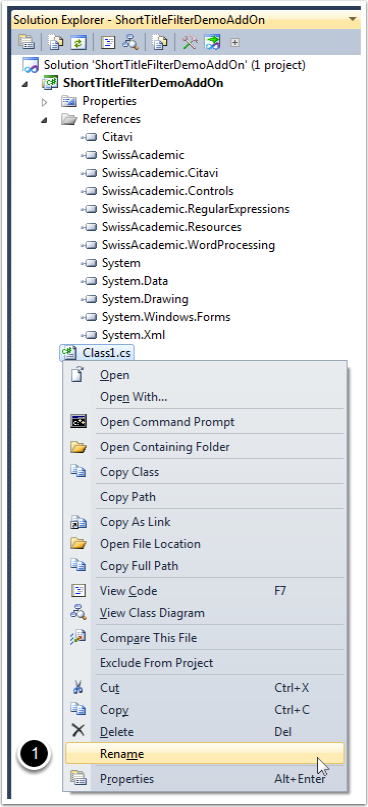 Solution Explorer - ShortTitleFilterDemoAddOn
Solution 'ShortTitleFilterDemoAddOn' (1 project)
ShortTitleFilterDemoAddOn
Properties
References
Citavi
SwissAcademic
SwissAcademic.Citavi
SwissAcademic.Controls
SwissAcademic.RegularExpressions
SwissAcademic.Resources
SwissAcademic.WordProcessing
System
System.Data
System.Drawing
System.Windows.Forms
System.Xml
Class1.cs
Open
Open With...
Open Command Prompt
Open Containing Folder
Copy Class
Copy Path
Copy As Link
Open File Location
Copy Full Path
View Code F7
View Class Diagram
Compare This File
Exclude From Project
Cut Ctrl+X
Copy Ctrl+C
Delete Del
1 Rename
Properties Alt+Enter